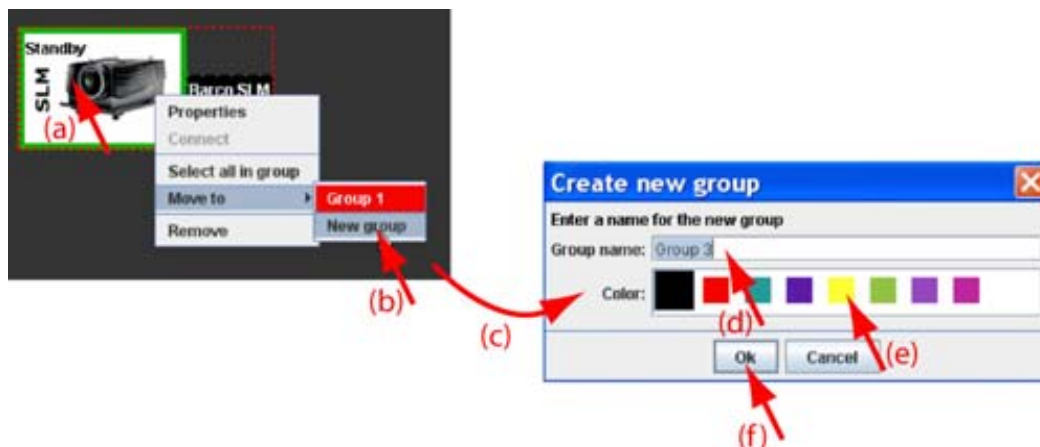 Standby
SLM
Barco SLM
(a)
Properties
Connect
Select all in group
Move to
Group 1
New group
Remove
(b)
(c)
Create new group
Enter a name for the new group
Group name: Group 3
Color:
(d)
(e)
Ok Cancel
(f)